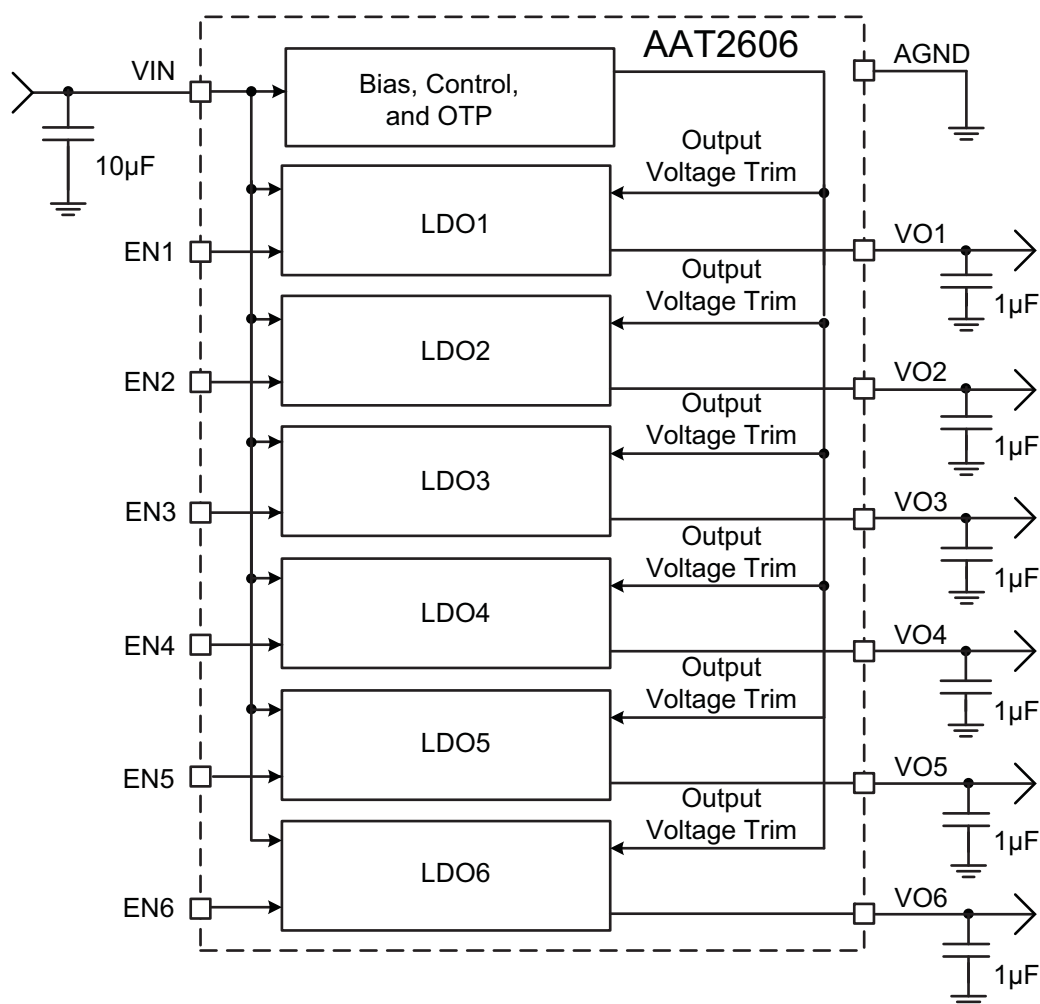 AAT2606
VIN
AGND
Bias, Control,
and OTP
10µF
Output
Voltage Trim
LDO1
EN1
VO1
Output
Voltage Trim
1µF
LDO2
EN2
VO2
Output
Voltage Trim
1µF
LDO3
EN3
VO3
Output
Voltage Trim
1µF
LDO4
EN4
VO4
Output
Voltage Trim
1µF
LDO5
EN5
VO5
Output
Voltage Trim
1µF
LDO6
EN6
VO6
1µF